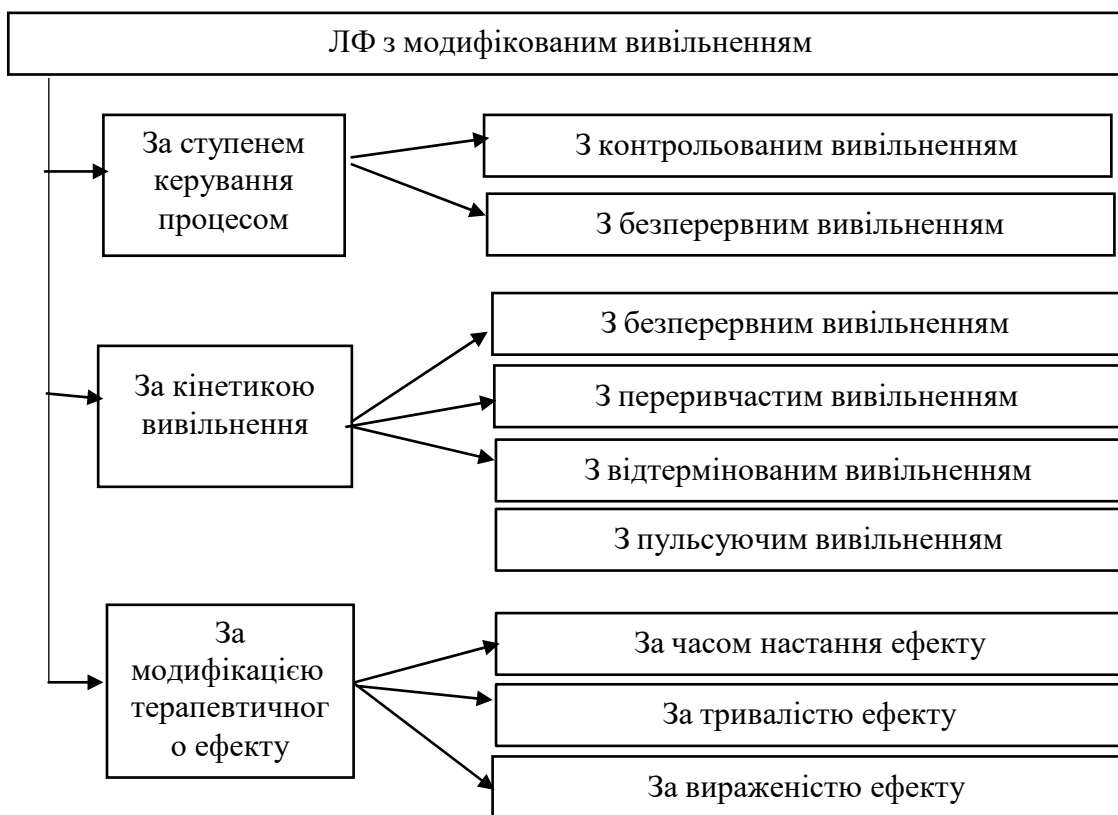 ЛФ з модифікованим вивільненням
За ступенем
керування
процесом
З контрольованим вивільненням
З безперервним вивільненням
За кінетикою
вивільнення
З безперервним вивільненням
З переривчастим вивільненням
З відтермінованим вивільненням
З пульсуючим вивільненням
За
модифікацією
терапевтичног
о ефекту
За часом настання ефекту
За тривалістю ефекту
За вираженістю ефекту